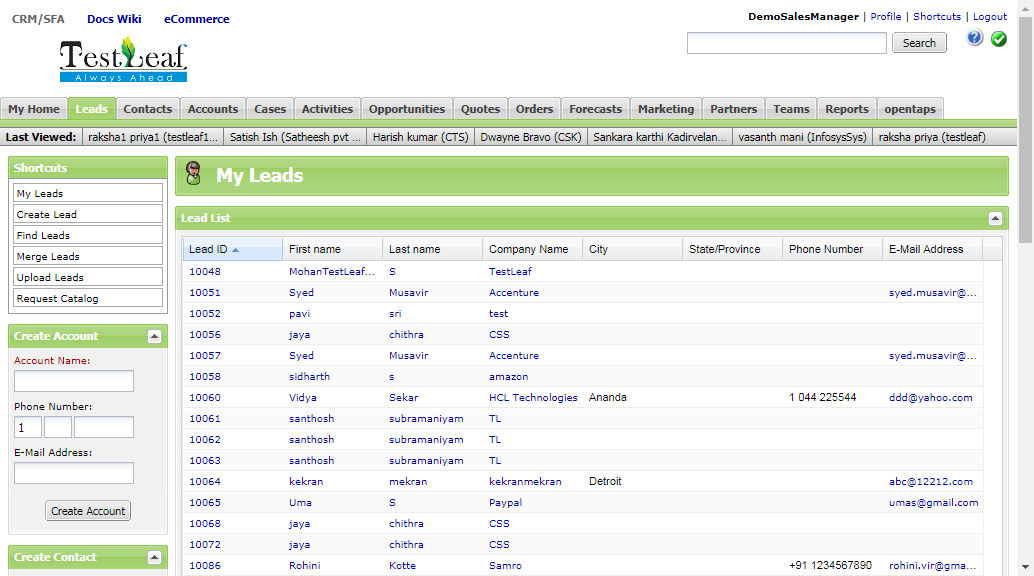 CRM/SFA Docs Wiki eCommerce
DemoSalesManager | Profile | Shortcuts | Logout
Search
TestLeaf
Always Ahead
My Home Leads Contacts Accounts Cases Activities Opportunities Quotes Orders Forecasts Marketing Partners Teams Reports opentaps
Last Viewed: raksha1 priya1 (testleaf1... Satish Ish (Satheesh pvt ... Harish kumar (CTS) Dwayne Bravo (CSK) Sankara karthi Kadirvelan... vasanth mani (InfosysSys) raksha priya (testleaf)
Shortcuts
My Leads
Create Lead
Find Leads
Merge Leads
Upload Leads
Request Catalog
Create Account
Account Name:
Phone Number:
1
E-Mail Address:
Create Account
Create Contact
My Leads
Lead List
Lead ID First name Last name Company Name City State/Province Phone Number E-Mail Address
10048 MohanTestLeaf... S TestLeaf
10051 Syed Musavir Accenture syed.musavir@...
10052 pavi sri test
10056 jaya chithra CSS
10057 Syed Musavir Accenture syed.musavir@...
10058 sidharth s amazon
10060 Vidya Sekar HCL Technologies Ananda 1 044 225544 ddd@yahoo.com
10061 santhosh subramaniyam TL
10062 santhosh subramaniyam TL
10063 santhosh subramaniyam TL
10064 kekran mekran kekranmekran Detroit abc@12212.com
10065 Uma S Paypal umas@gmail.com
10068 jaya chithra CSS
10072 jaya chithra CSS
10086 Rohini Kotte Samro +91 1234567890 rohini.vir@gma...